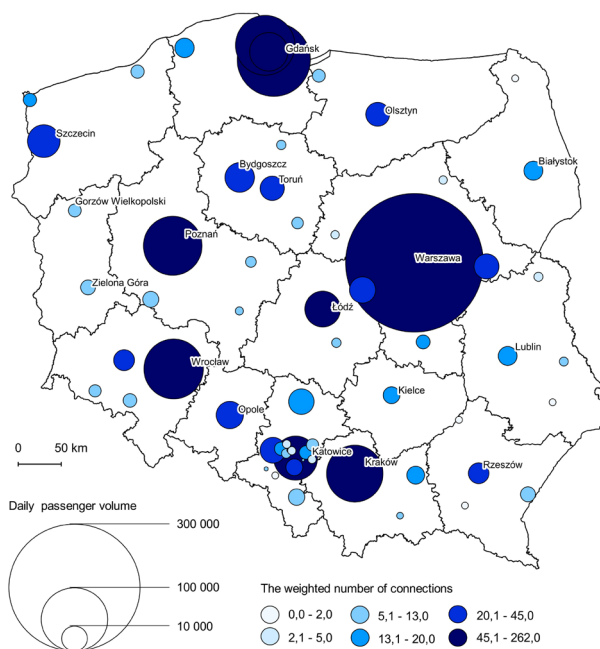 Gdańsk
Olsztyn
Szczecin
Białystok
Bydgoszcz
Toruń
Gorzów Wielkopolski
Poznań
Warszawa
Zielona Góra
Łódź
Lublin
Wrocław
Kielce
Opole
Katowice
Kraków
Rzeszów
0 50 km
Daily passenger volume
300 000
100 000
10 000
The weighted number of connections
0,0 - 2,0 5,1 - 13,0 20,1 - 45,0
2,1 - 5,0 13,1 - 20,0 45,1 - 262,0